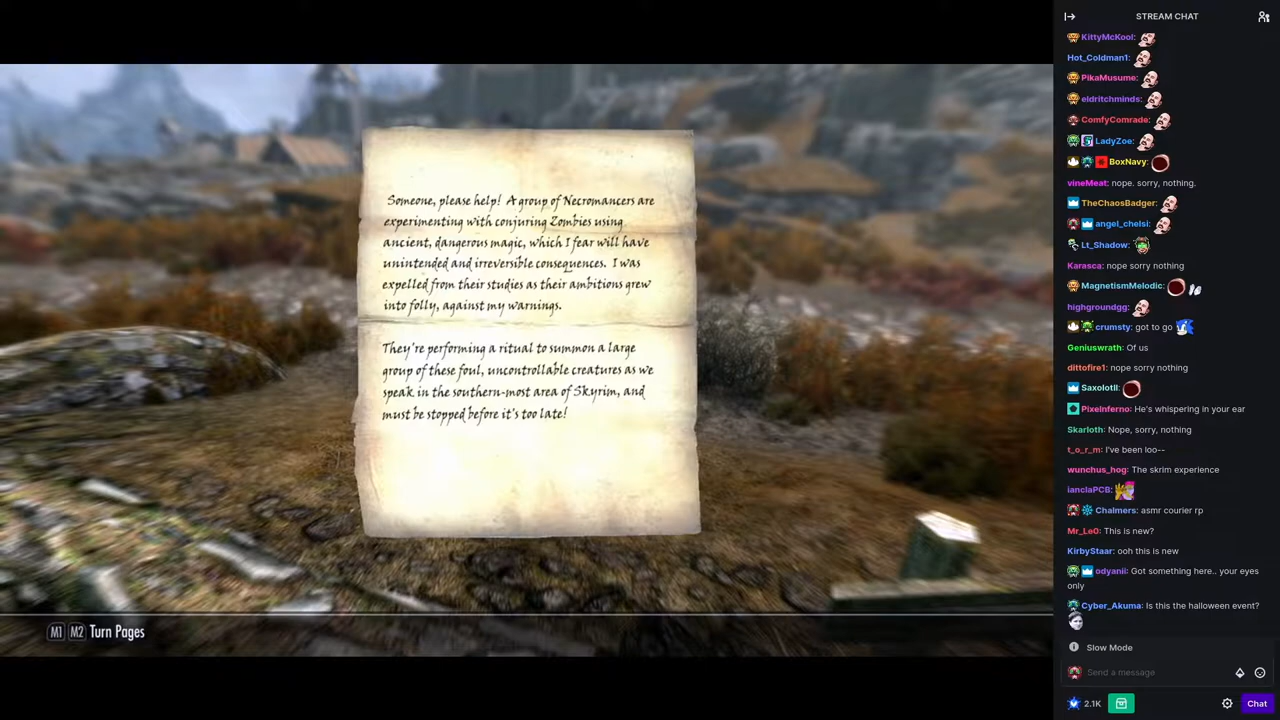 Someone, please help! A group of Necromancers are
experimenting with conjuring Zombies using
ancient, dangerous magic, which I fear will have
unintended and irreversible consequences. I was
expelled from their studies as their ambitions grew
into folly, against my warnings.
They're performing a ritual to summon a large
group of these foul, uncontrollable creatures as we
speak in the southern-most area of Skyrim, and
must be stopped before it's too late!
M1 M2 Turn Pages
STREAM CHAT
KittyMcKool:
Hot_Coldman1:
PikaMusume:
eldritchminds:
ComfyComrade:
LadyZoe:
BoxNavy:
vineMeat: nope. sorry, nothing.
TheChaosBadger:
angel_chelsi:
Lt_Shadow:
Karasca: nope sorry nothing
MagnetismMelodic:
highgroundgg:
crumsty: got to go
Geniuswrath: Of us
dittofire1: nope sorry nothing
Saxolotll:
PixeInferno: He's whispering in your ear
Skarloth: Nope, sorry, nothing
t_o_r_m: I've been loo--
wunchus_hog: The skrim experience
ianclaPCB:
Chalmers: asmr courier rp
Mr_Le0: This is new?
KirbyStaar: ooh this is new
odyanii: Got something here.. your eyes
only
Cyber_Akuma: Is this the halloween event?
Slow Mode
Send a message
2.1K
Chat